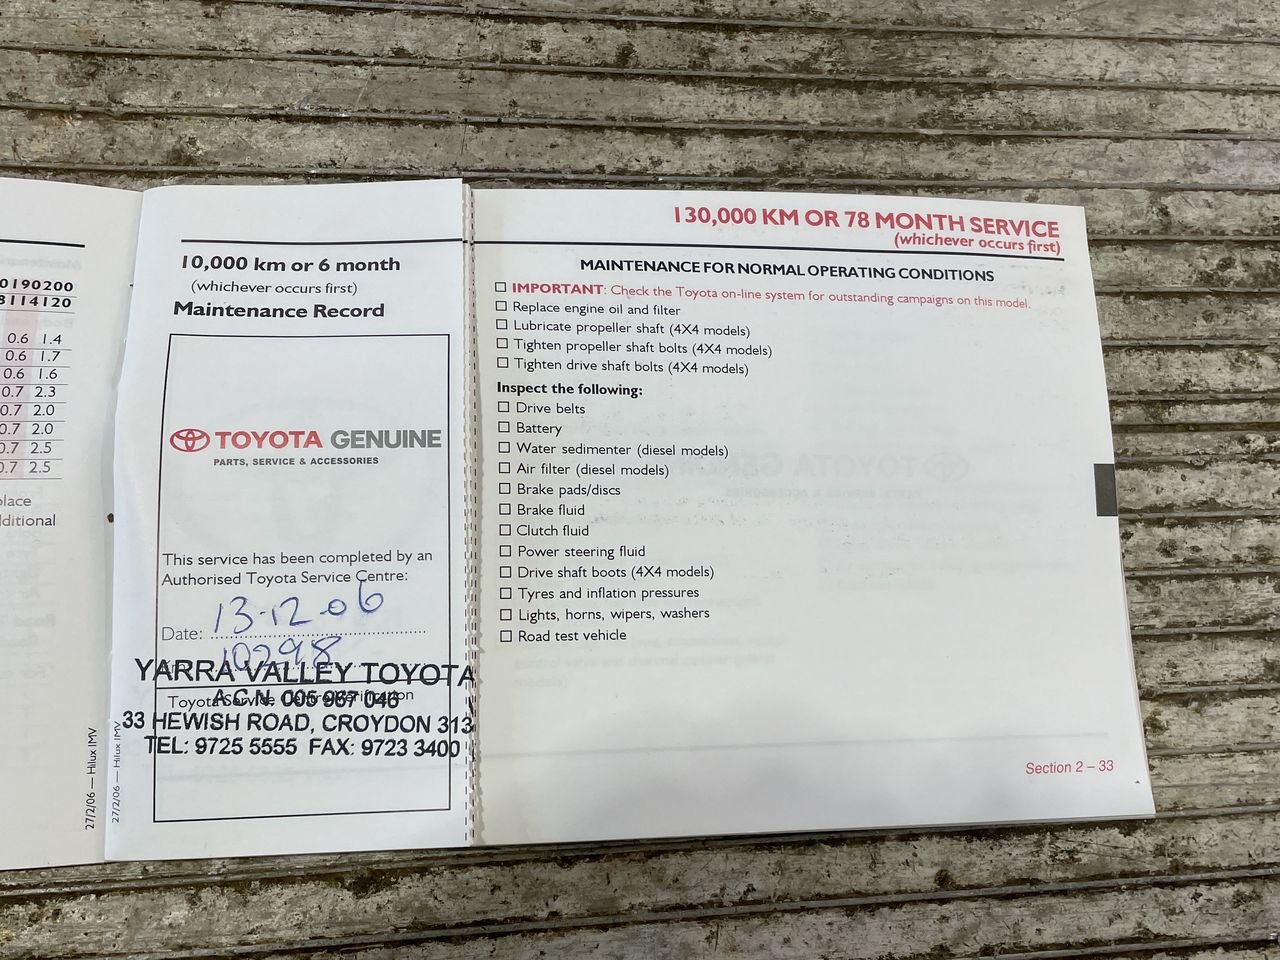 0190200
8114120
0.6 1.4
0.6 1.7
0.6 1.6
0.7 2.3
0.7 2.0
0.7 2.0
0.7 2.5
0.7 2.5
place
dditional
27/2/06 — Hilux IMV
10,000 km or 6 month
(whichever occurs first)
Maintenance Record
TOYOTA GENUINE
PARTS, SERVICE & ACCESSORIES
This service has been completed by an
Authorised Toyota Service Centre:
Date: 13-12-06
10298
YARRA VALLEY TOYOTA
Toyota Service Centre Verification
A.C.N. 005 967 046
33 HEWISH ROAD, CROYDON 313
TEL: 9725 5555 FAX: 9723 3400
27/2/06 — Hilux IMV
130,000 KM OR 78 MONTH SERVICE
(whichever occurs first)
MAINTENANCE FOR NORMAL OPERATING CONDITIONS
☐ IMPORTANT: Check the Toyota on-line system for outstanding campaigns on this model.
☐ Replace engine oil and filter
☐ Lubricate propeller shaft (4X4 models)
☐ Tighten propeller shaft bolts (4X4 models)
☐ Tighten drive shaft bolts (4X4 models)
Inspect the following:
☐ Drive belts
☐ Battery
☐ Water sedimenter (diesel models)
☐ Air filter (diesel models)
☐ Brake pads/discs
☐ Brake fluid
☐ Clutch fluid
☐ Power steering fluid
☐ Drive shaft boots (4X4 models)
☐ Tyres and inflation pressures
☐ Lights, horns, wipers, washers
☐ Road test vehicle
Section 2 – 33